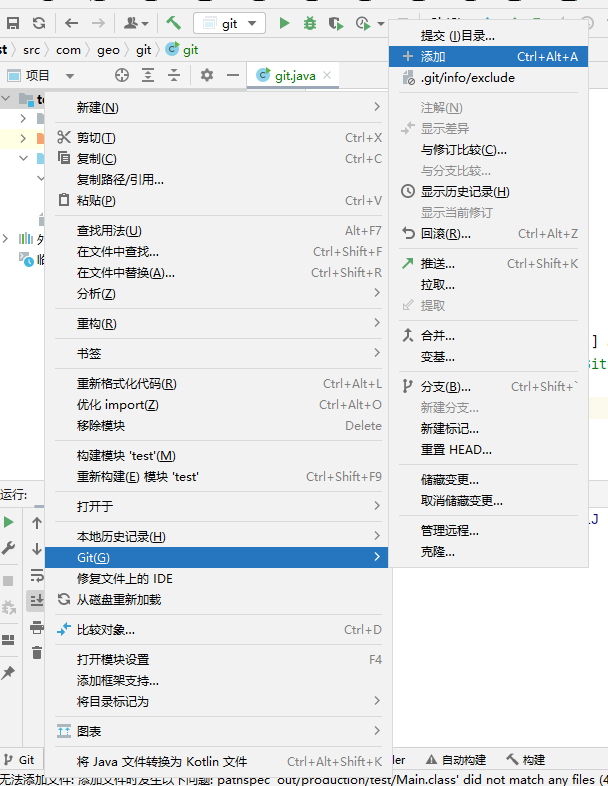 git
st src com geo git git
项目
git.java
新建(N)
剪切(T) Ctrl+X
复制(C) Ctrl+C
复制路径/引用...
粘贴(P) Ctrl+V
查找用法(U) Alt+F7
在文件中查找... Ctrl+Shift+F
在文件中替换(A)... Ctrl+Shift+R
分析(Z)
重构(R)
书签
重新格式化代码(R) Ctrl+Alt+L
优化 import(Z) Ctrl+Alt+O
移除模块 Delete
构建模块 'test'(M)
重新构建(E) 模块 'test' Ctrl+Shift+F9
打开于
本地历史记录(H)
Git(G)
修复文件上的 IDE
从磁盘重新加载
比较对象... Ctrl+D
打开模块设置 F4
添加框架支持...
将目录标记为
图表
将 Java 文件转换为 Kotlin 文件 Ctrl+Alt+Shift+K
提交 (I)目录...
添加 Ctrl+Alt+A
.git/info/exclude
注解(N)
显示差异
与修订比较(C)...
与分支比较...
显示历史记录(H)
显示当前修订
回滚(R)... Ctrl+Alt+Z
推送... Ctrl+Shift+K
拉取...
提取
合并...
变基...
分支(B)... Ctrl+Shift+`
新建分支...
新建标记...
重置 HEAD...
储藏变更...
取消储藏变更...
管理远程...
克隆...
运行:
Git
自动构建
构建
无法添加文件: 添加文件时发生以下问题: pathspec 'out/production/test/Main.class' did not match any files (4